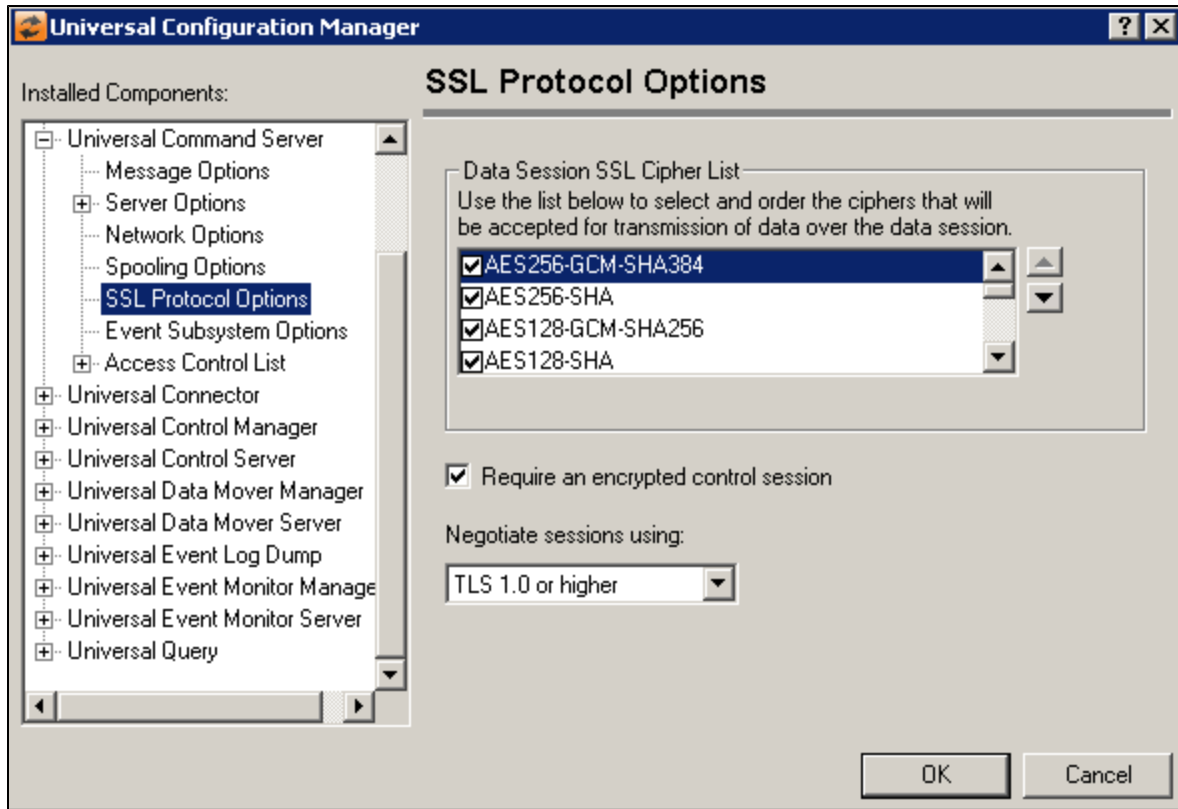 Universal Configuration Manager
Installed Components:
Universal Command Server
Message Options
Server Options
Network Options
Spooling Options
SSL Protocol Options
Event Subsystem Options
Access Control List
Universal Connector
Universal Control Manager
Universal Control Server
Universal Data Mover Manager
Universal Data Mover Server
Universal Event Log Dump
Universal Event Monitor Manage
Universal Event Monitor Server
Universal Query
SSL Protocol Options
Data Session SSL Cipher List
Use the list below to select and order the ciphers that will
be accepted for transmission of data over the data session.
AES256-GCM-SHA384
AES256-SHA
AES128-GCM-SHA256
AES128-SHA
Require an encrypted control session
Negotiate sessions using:
TLS 1.0 or higher
OK
Cancel